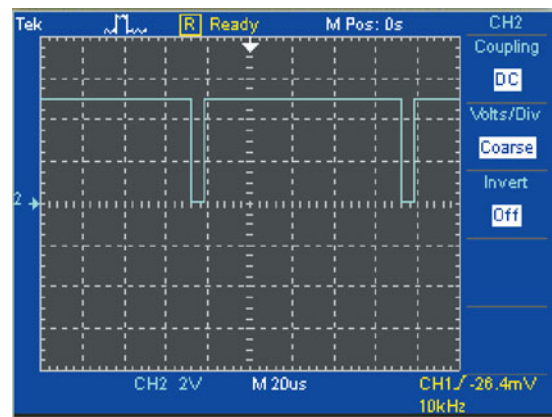 Tek R Ready M Pos: 0s CH2
Coupling
DC
Volts/Div
Coarse
Invert
2 Off
CH2 2V M 20us CH1 -26.4mV
10kHz